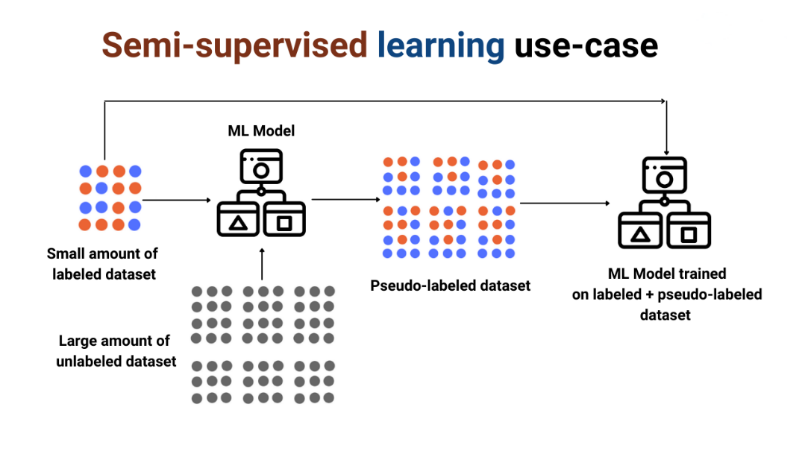 Semi-supervised learning use-case
ML Model
Small amount of
labeled dataset
Large amount of
unlabeled dataset
Pseudo-labeled dataset
ML Model trained
on labeled + pseudo-labeled
dataset